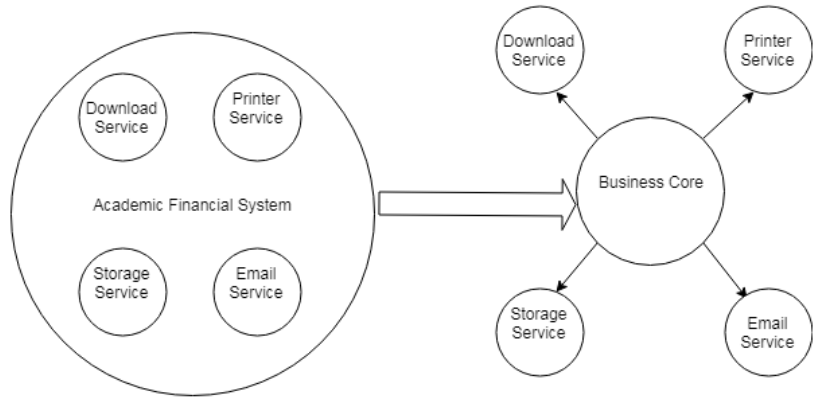 Download
Service
Printer
Service
Academic Financial System
Storage
Service
Email
Service
Download
Service
Printer
Service
Business Core
Storage
Service
Email
Service